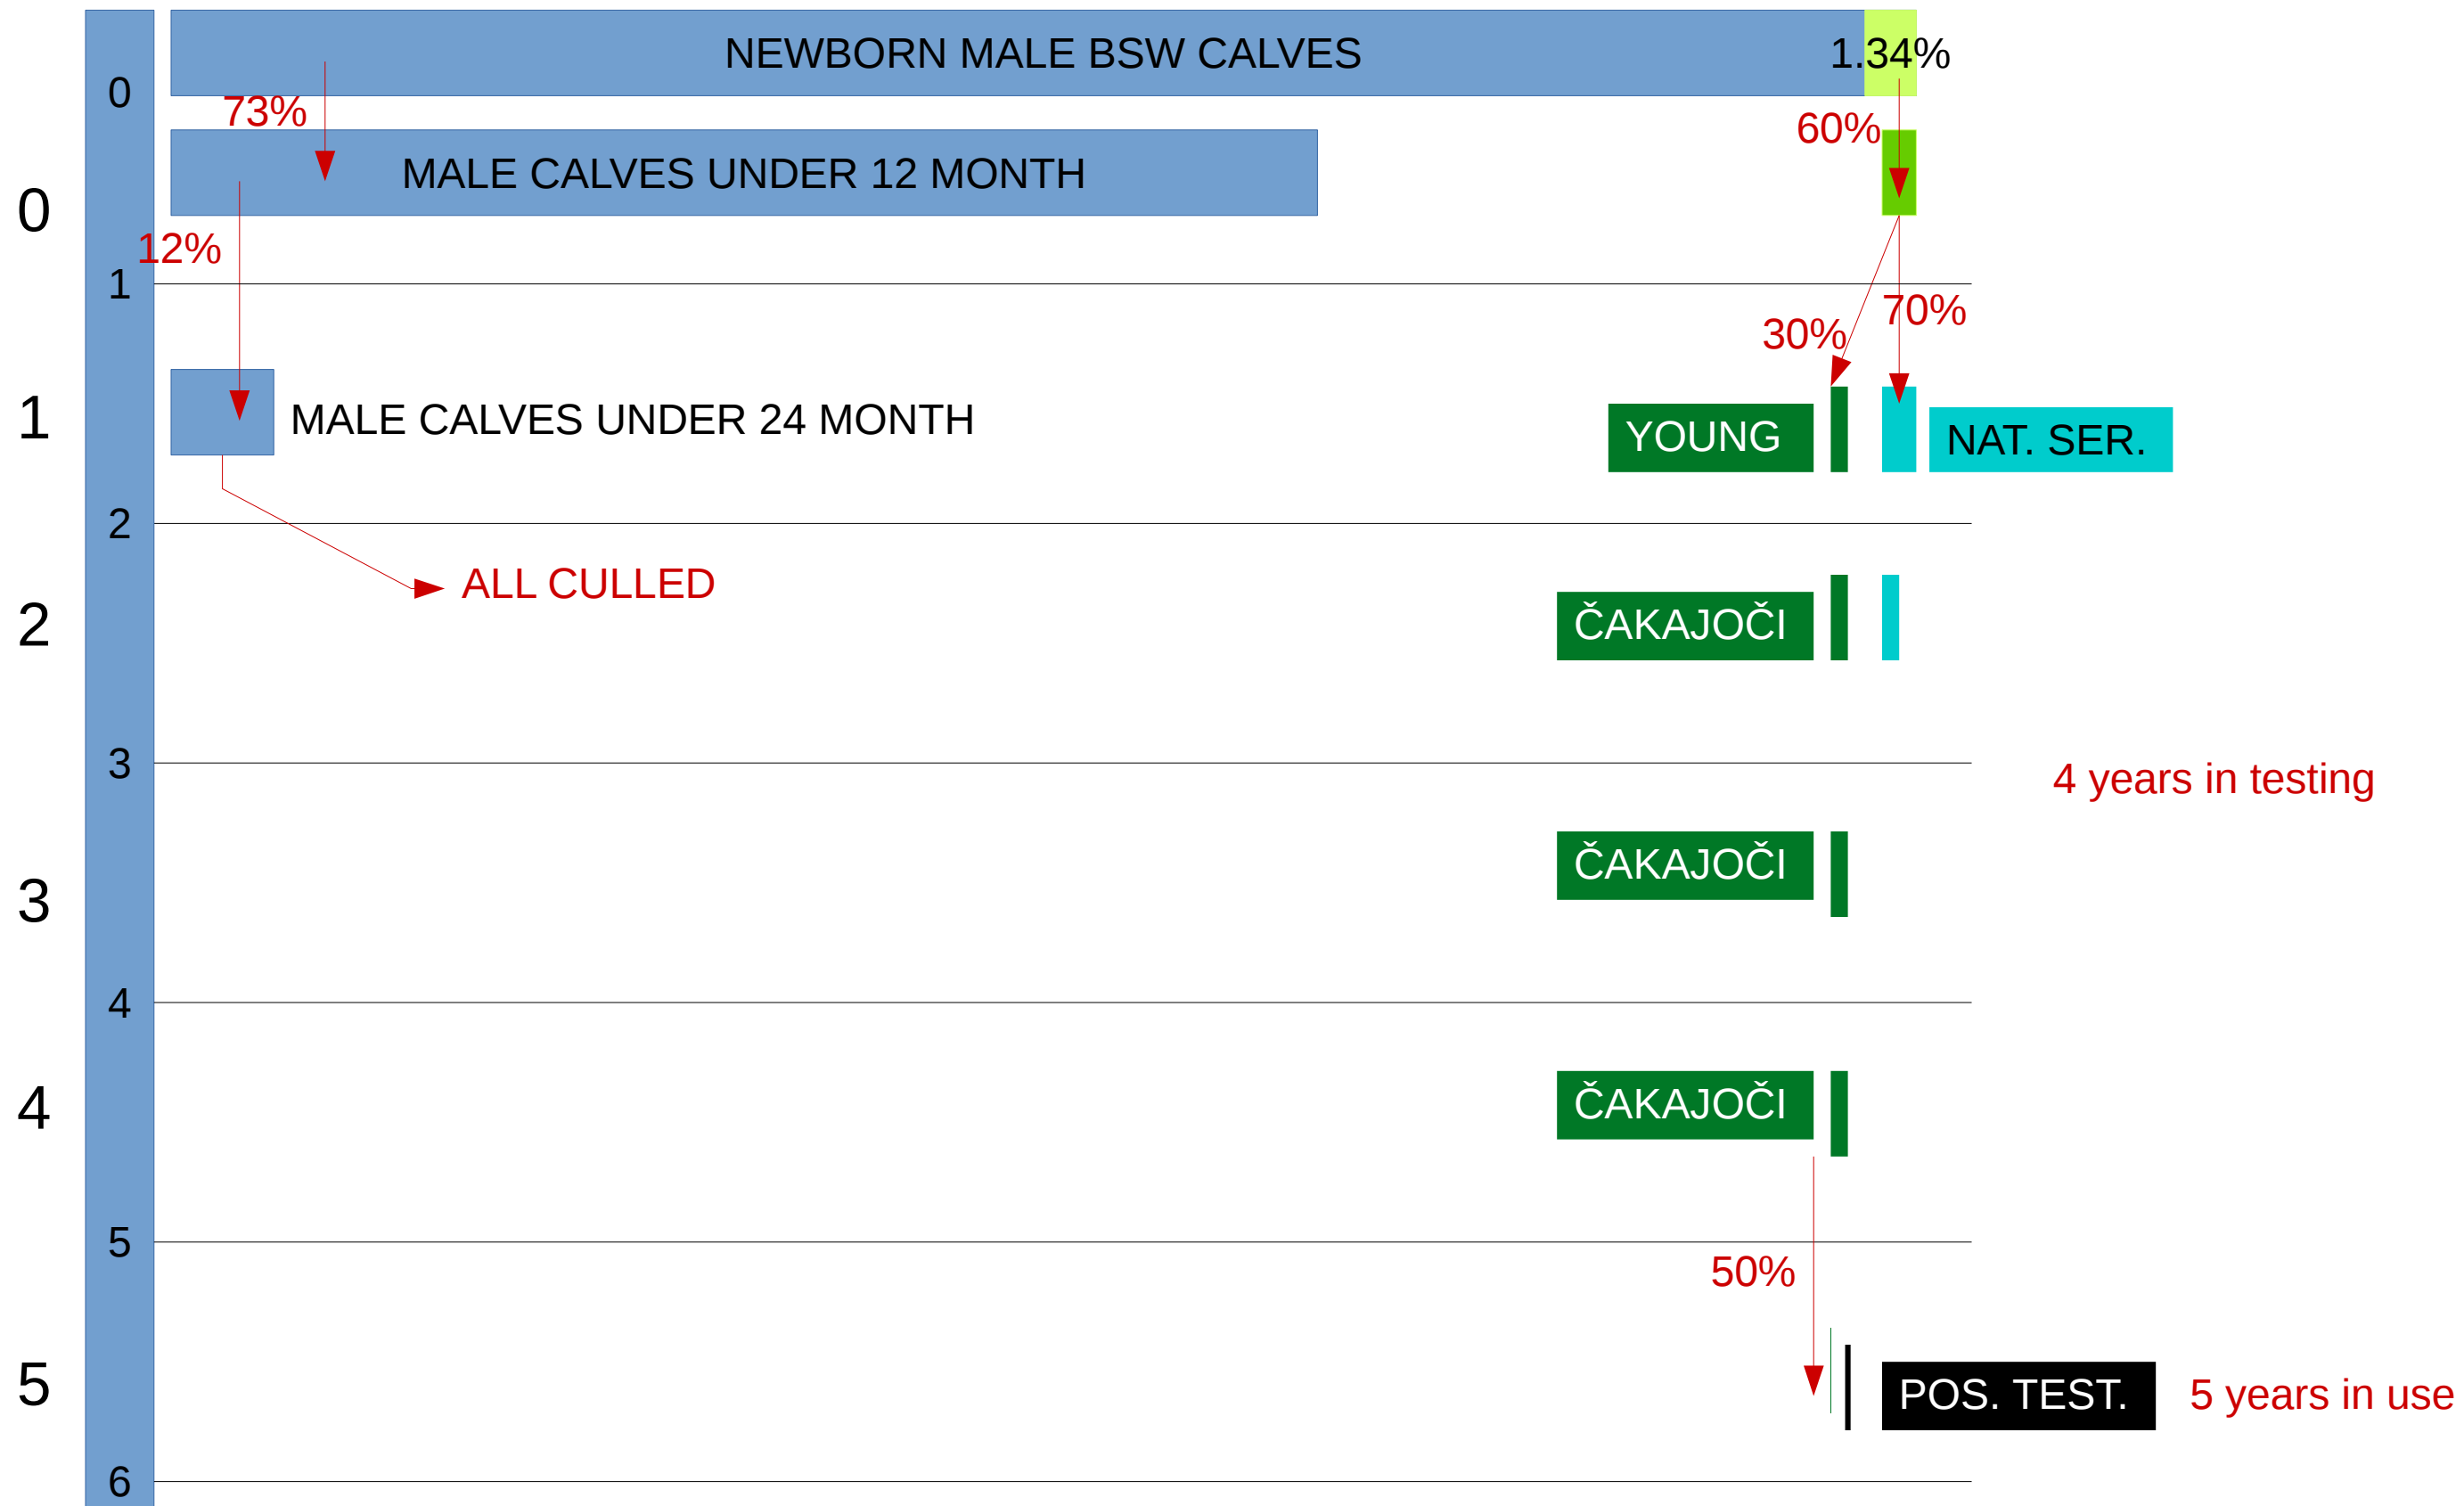 NEWBORN MALE BSW CALVES
1.34%
0
73%
60%
MALE CALVES UNDER 12 MONTH
0
12%
1
70%
30%
1
MALE CALVES UNDER 24 MONTH
YOUNG
NAT. SER.
2
ALL CULLED
2
ČAKAJOČI
3
4 years in testing
3
ČAKAJOČI
4
4
ČAKAJOČI
5
50%
5
POS. TEST.
5 years in use
6